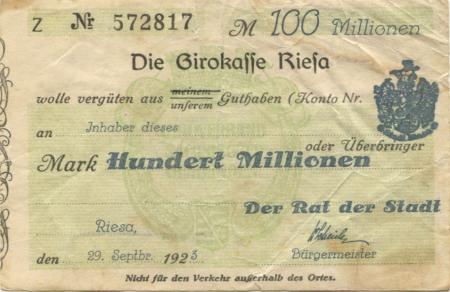 Z Nr 572817 M 100 Millionen
Die Girokasse Riesa
wolle vergüten aus meinem unserem Guthaben (Konto Nr.
an Inhaber dieses oder Überbringer
Mark Hundert Millionen
Der Rat der Stadt
Riesa,
den 29. Septbr. 1923 Bürgermeister
Nicht für den Verkehr außerhalb des Ortes.